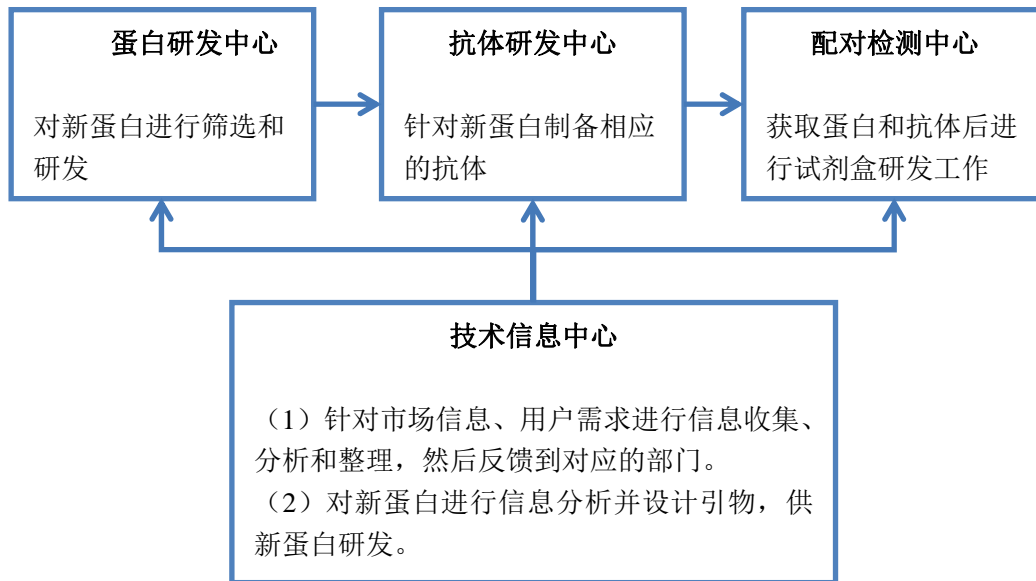 蛋白研发中心
对新蛋白进行筛选和
研发
抗体研发中心
针对新蛋白制备相应
的抗体
配对检测中心
获取蛋白和抗体后进
行试剂盒研发工作
技术信息中心
（1）针对市场信息、用户需求进行信息收集、
分析和整理，然后反馈到对应的部门。
（2）对新蛋白进行信息分析并设计引物，供
新蛋白研发。